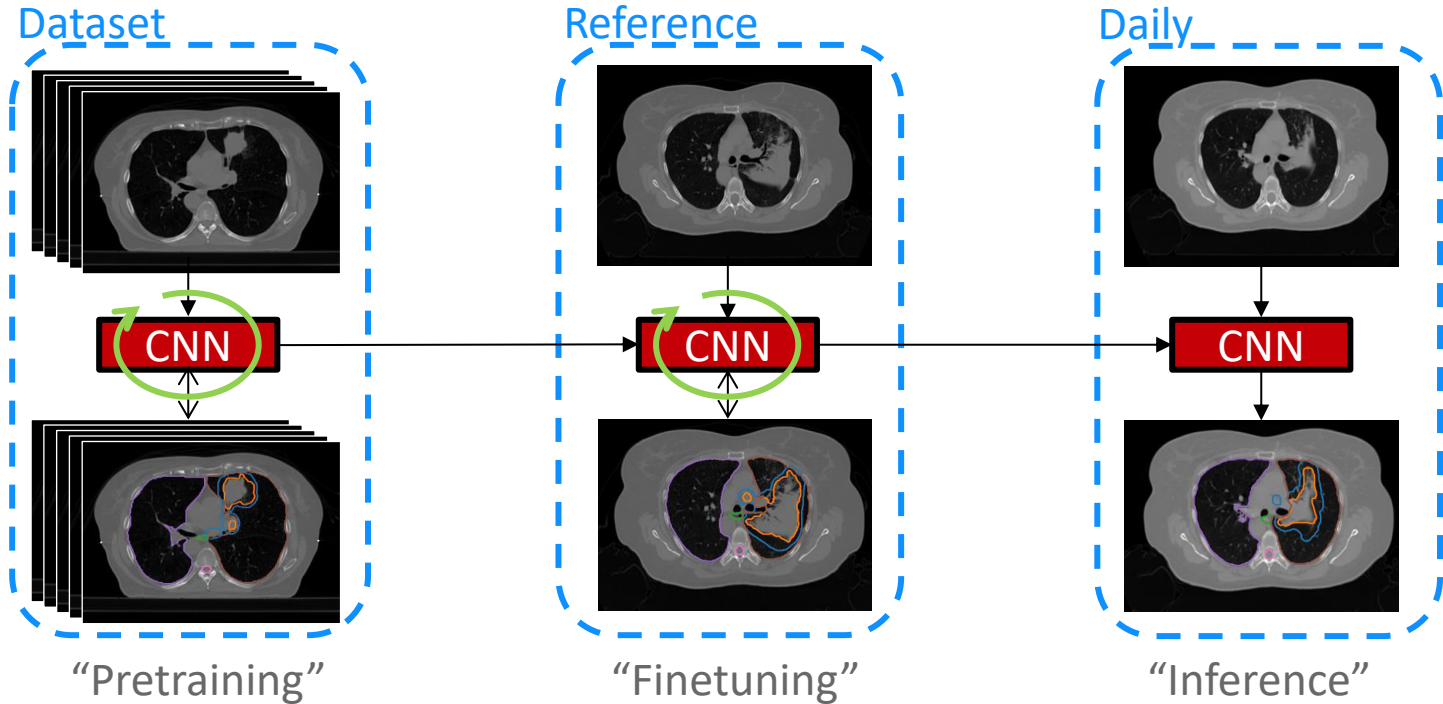 Dataset
Reference
Daily
CNN
CNN
CNN
“Pretraining”
“Finetuning”
“Inference”